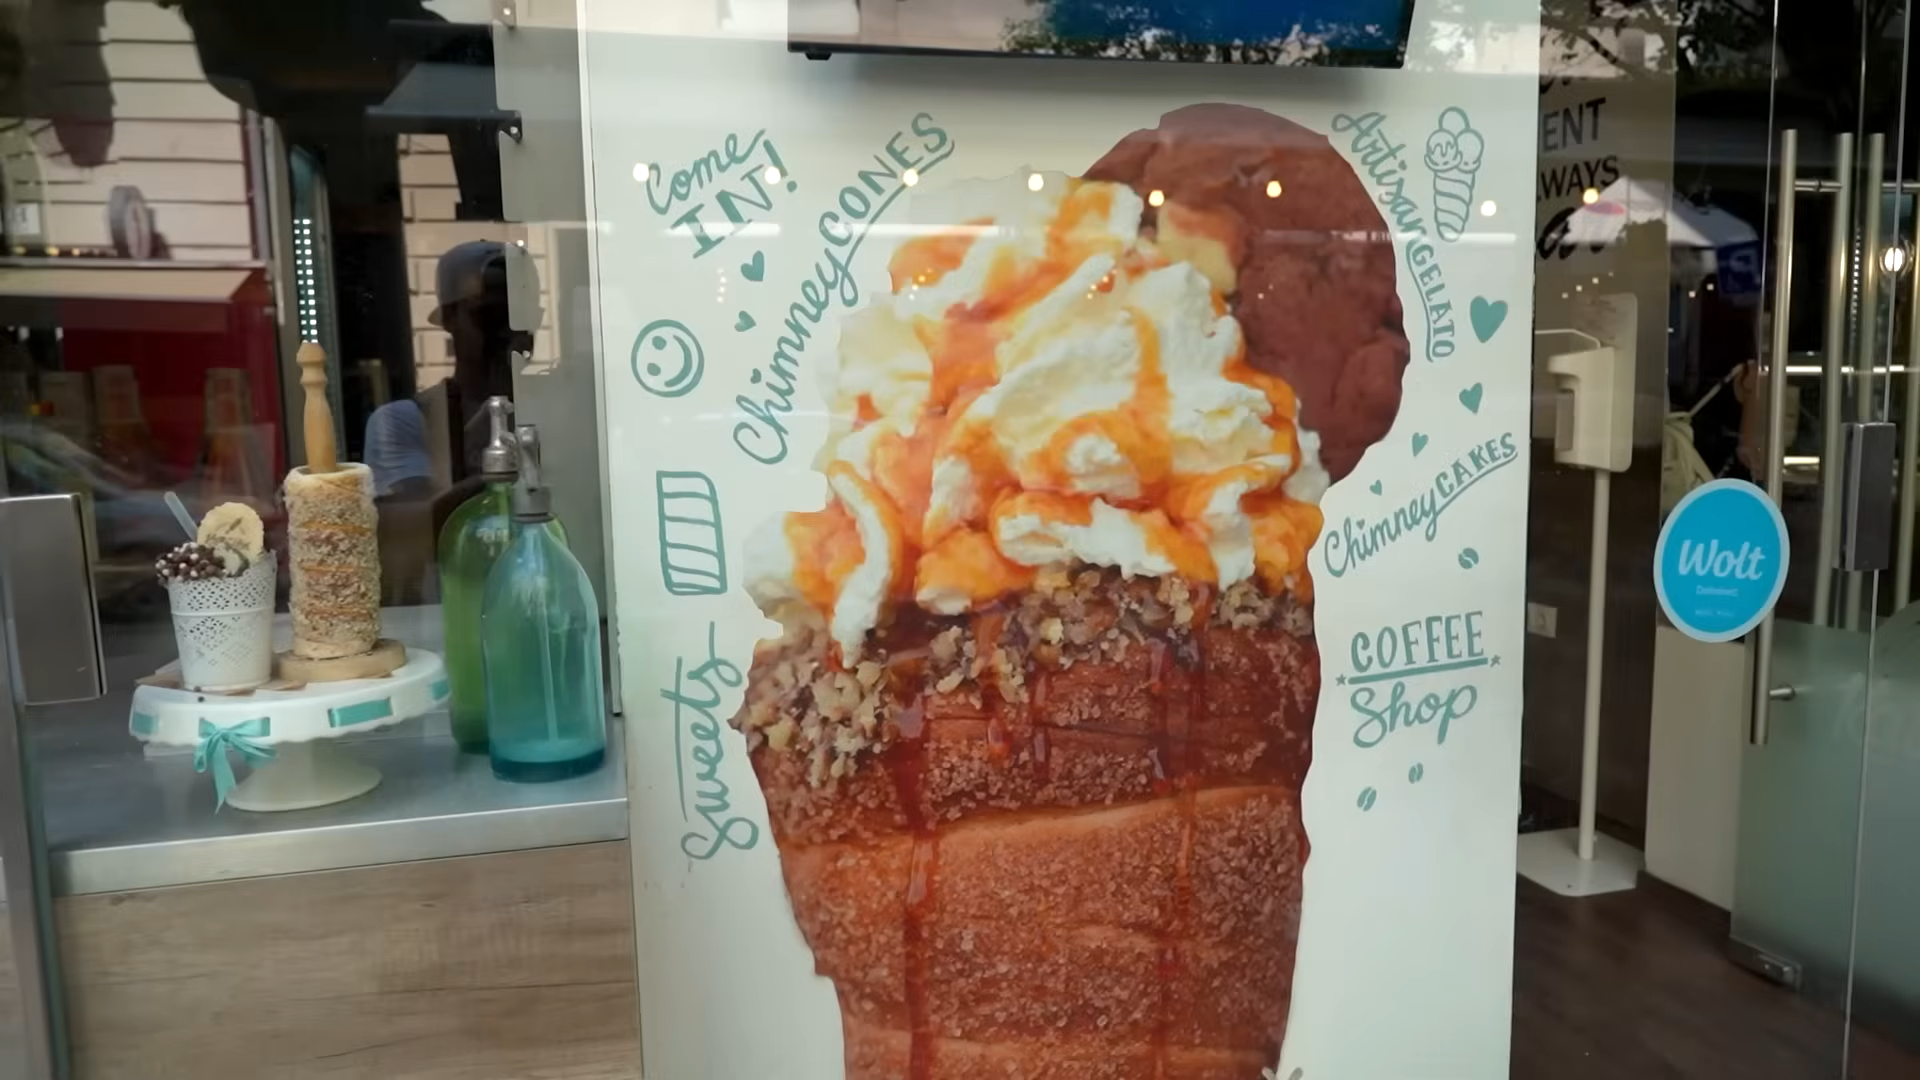 Come
IN!
Chimney CONES
Sweets
Artisan GELATO
Chimney CAKES
COFFEE
Shop
ENT
WAYS
Wolt